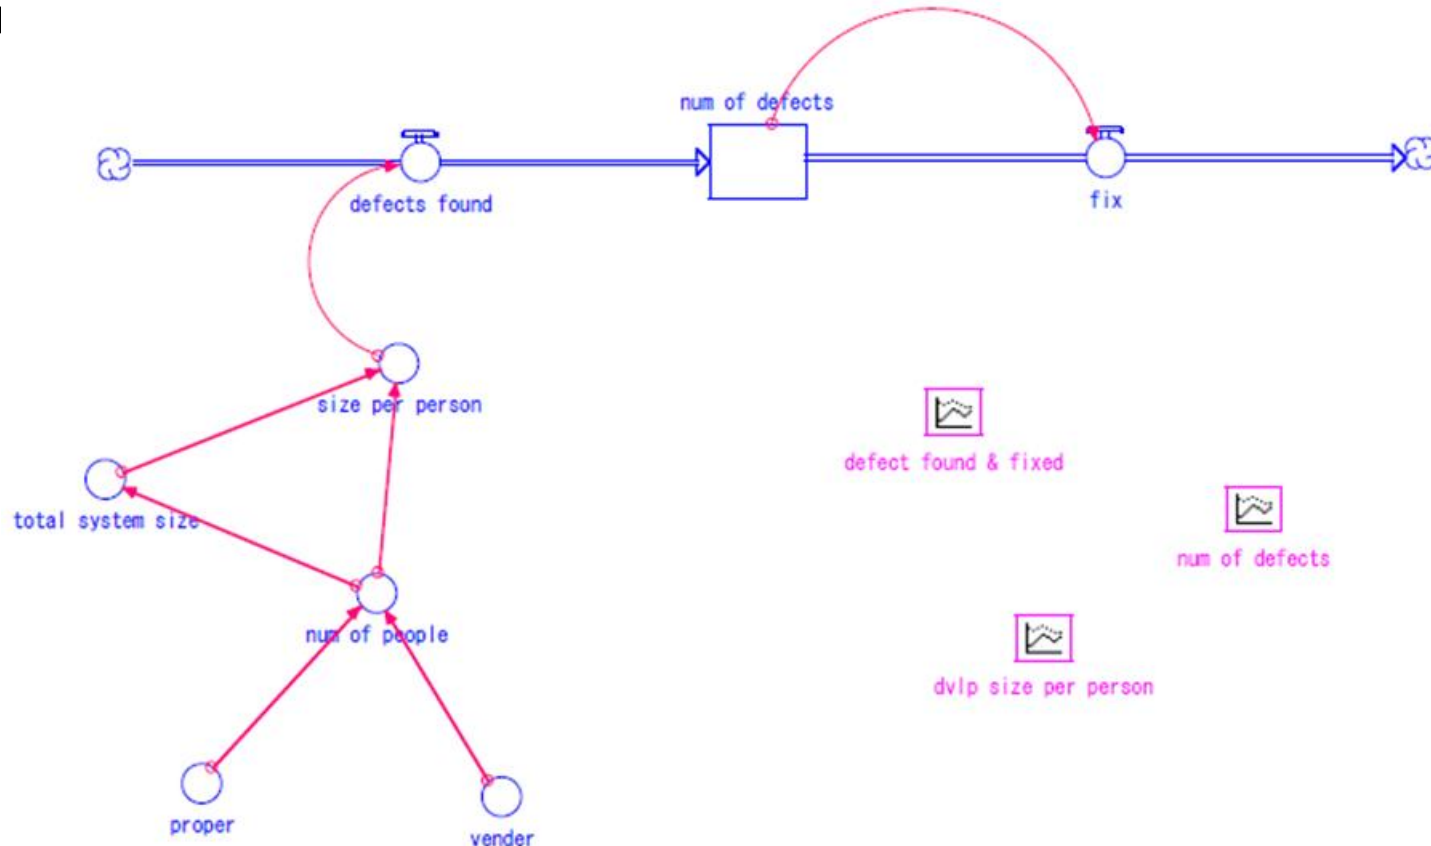 num of defects
defects found
fix
size per person
defect found & fixed
total system size
num of defects
num of people
dvlp size per person
proper
vender